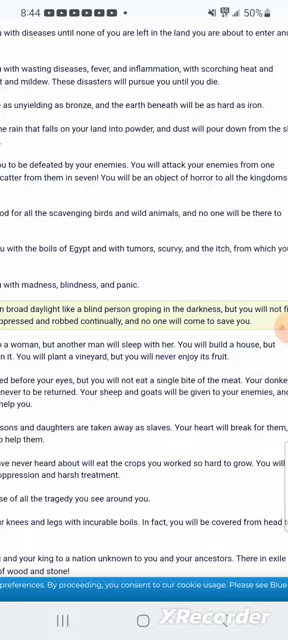 8:44
50%
u with diseases until none of you are left in the land you are about to enter and
u with wasting diseases, fever, and inflammation, with scorching heat and
t and mildew. These disasters will pursue you until you die.
e as unyielding as bronze, and the earth beneath will be as hard as iron.
he rain that falls on your land into powder, and dust will pour down from the s
ou to be defeated by your enemies. You will attack your enemies from one
catter from them in seven! You will be an object of horror to all the kingdoms
od for all the scavenging birds and wild animals, and no one will be there to
u with the boils of Egypt and with tumors, scurvy, and the itch, from which you
u with madness, blindness, and panic.
n broad daylight like a blind person groping in the darkness, but you will not fi
ppressed and robbed continually, and no one will come to save you.
o a woman, but another man will sleep with her. You will build a house, but
n it. You will plant a vineyard, but you will never enjoy its fruit.
ed before your eyes, but you will not eat a single bite of the meat. Your donke
never to be returned. Your sheep and goats will be given to your enemies, and
help you.
sons and daughters are taken away as slaves. Your heart will break for them,
o help them.
ave never heard about will eat the crops you worked so hard to grow. You will
oppression and harsh treatment.
se of all the tragedy you see around you.
ur knees and legs with incurable boils. In fact, you will be covered from head t
u and your king to a nation unknown to you and your ancestors. There in exile
of wood and stone!
preferences. By proceeding, you consent to our cookie usage. Please see Blue
XRecorder